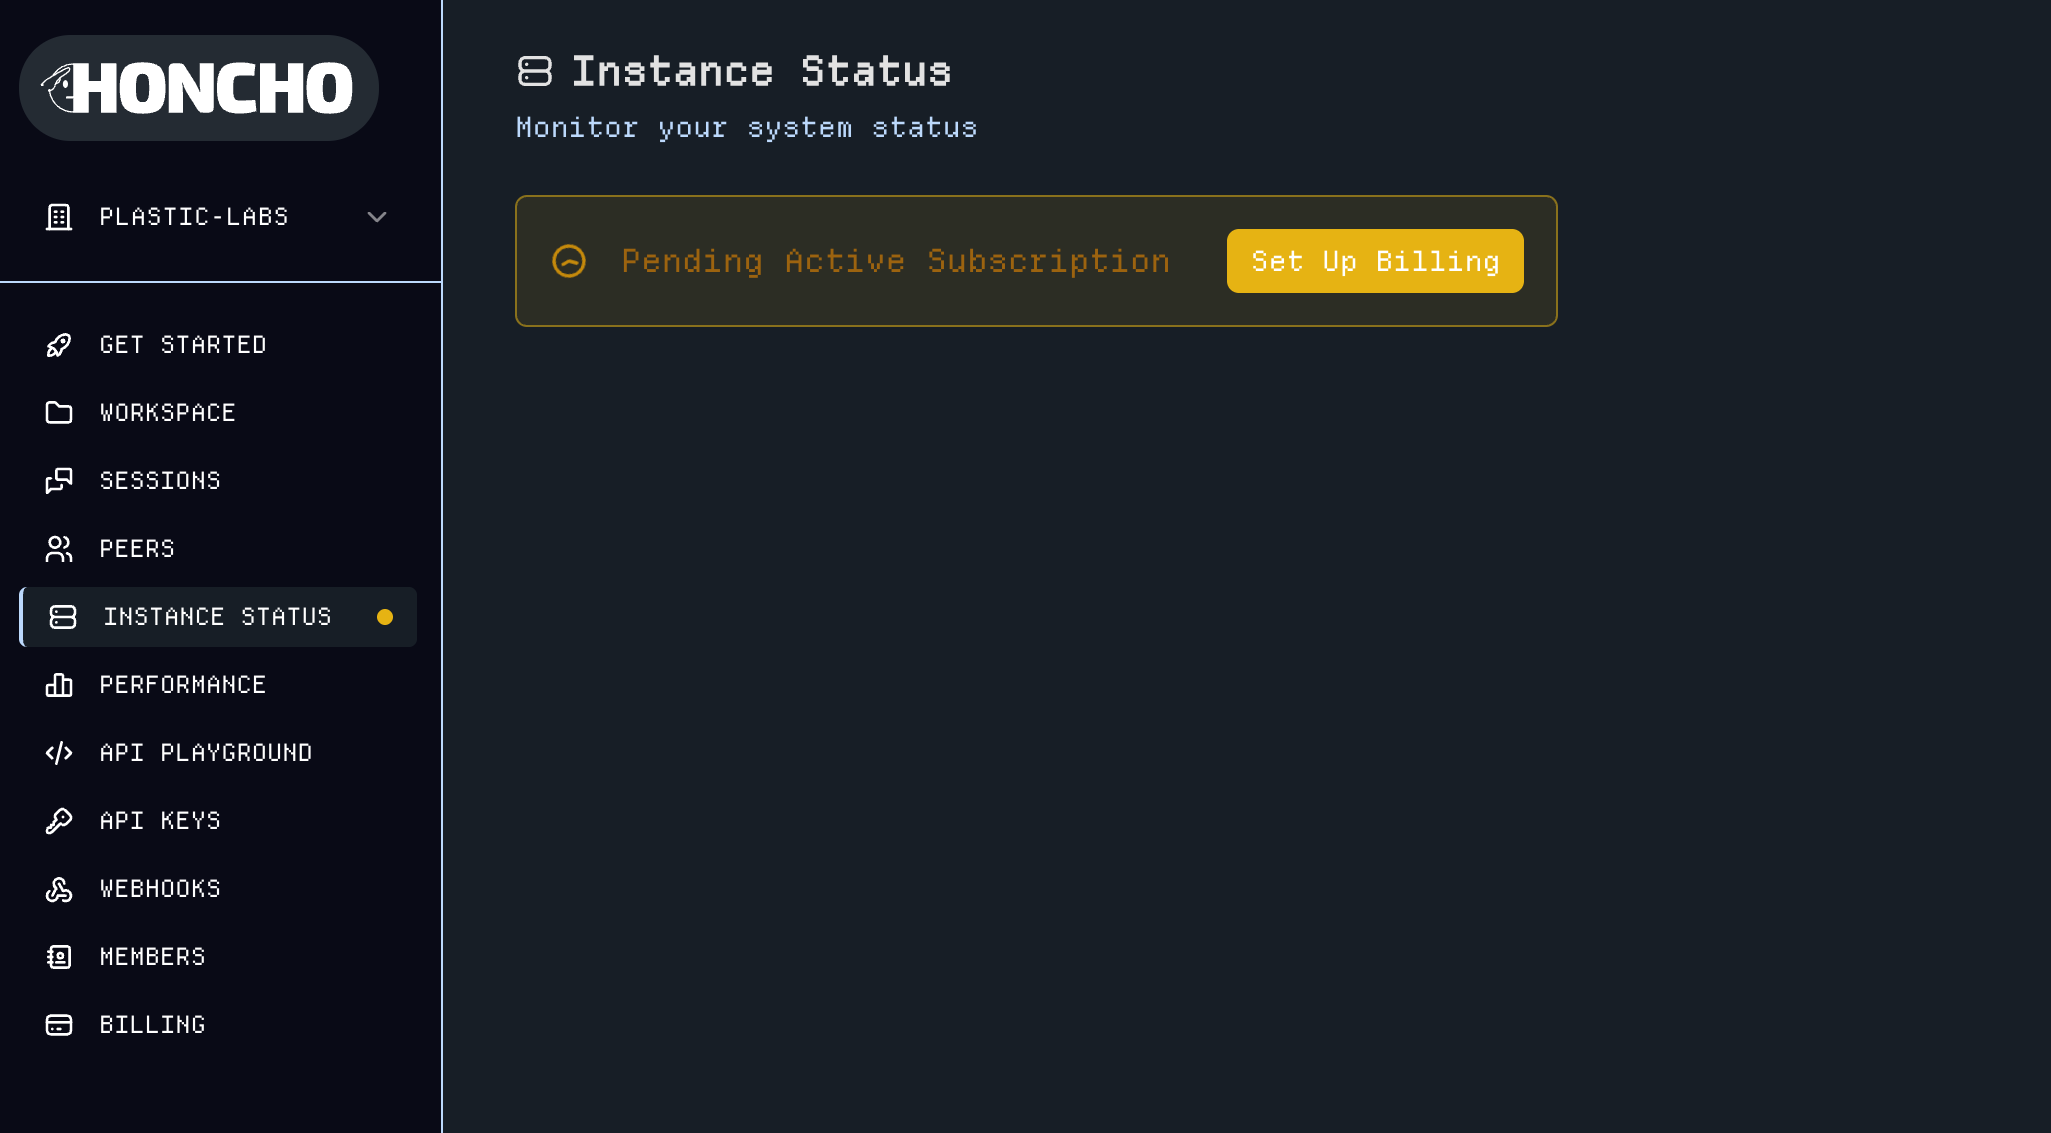 HONCHO
PLASTIC-LABS
GET STARTED
WORKSPACE
SESSIONS
PEERS
INSTANCE STATUS
PERFORMANCE
API PLAYGROUND
API KEYS
WEBHOOKS
MEMBERS
BILLING
Instance Status
Monitor your system status
Pending Active Subscription
Set Up Billing